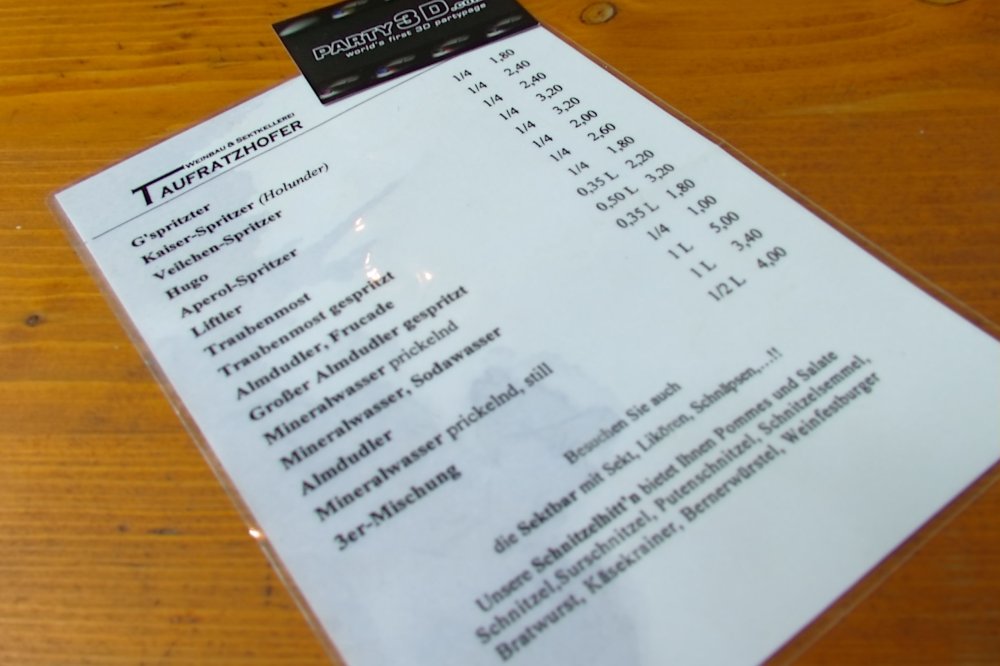 PARTY3D.com
world's first 3D partypage
WEINBAU & SEKTKELLEREI
TAUFRATZHOFER
G'spritzter 1/4 1,80
Kaiser-Spritzer (Holunder) 1/4 2,40
Veilchen-Spritzer 1/4 2,40
Hugo 1/4 3,20
Aperol-Spritzer 1/4 3,20
Liftler 1/4 2,00
Traubenmost 1/4 2,60
Traubenmost gespritzt 1/4 1,80
Almdudler, Frucade 0,35 L 2,20
Großer Almdudler gespritzt 0,50 L 3,20
Mineralwasser prickelnd 0,35 L 1,80
Mineralwasser, Sodawasser 1/4 1,00
Almdudler 1 L 5,00
Mineralwasser prickelnd, still 1 L 3,40
3er-Mischung 1/2 L 4,00
Besuchen Sie auch
die Sektbar mit Sekt, Likören, Schnäpsen,...!!
Unsere Schnitzelhitt'n bietet Ihnen Pommes und Salate
Schnitzel,Surschnitzel, Putenschnitzel, Schnitzelsemmel,
Bratwurst, Käsekrainer, Bernerwürstel, Weinfestburger